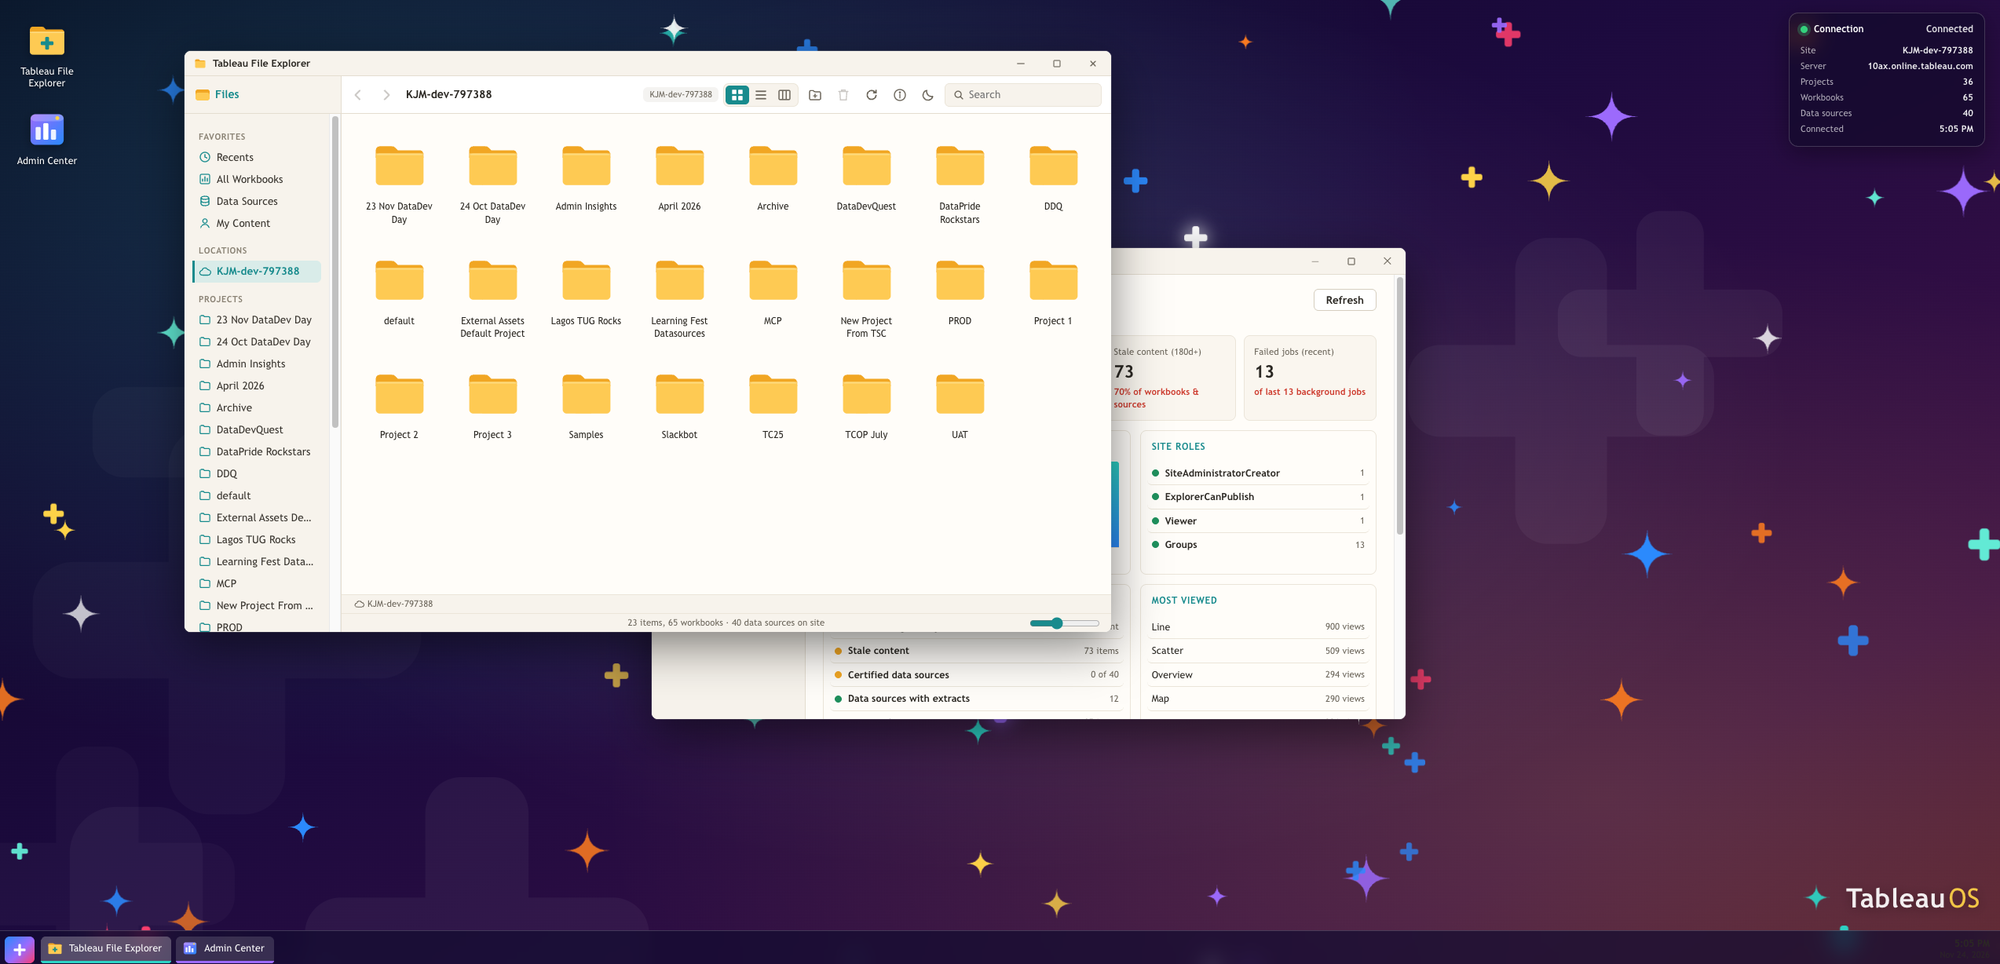 Tableau File
Explorer
Admin Center
Tableau File Explorer
Files
KJM-dev-797388
KJM-dev-797388
Search
FAVORITES
Recents
All Workbooks
Data Sources
My Content
LOCATIONS
KJM-dev-797388
PROJECTS
23 Nov DataDev Day
24 Oct DataDev Day
Admin Insights
April 2026
Archive
DataDevQuest
DataPride Rockstars
DDQ
default
External Assets De...
Lagos TUG Rocks
Learning Fest Data...
MCP
New Project From ...
PROD
23 Nov DataDev
Day
24 Oct DataDev
Day
Admin Insights
April 2026
Archive
DataDevQuest
DataPride
Rockstars
DDQ
default
External Assets
Default Project
Lagos TUG Rocks
Learning Fest
Datasources
MCP
New Project
From TSC
PROD
Project 1
Project 2
Project 3
Samples
Slackbot
TC25
TCOP July
UAT
KJM-dev-797388
23 items, 65 workbooks · 40 data sources on site
Refresh
Stale content (180d+)
73
70% of workbooks &
sources
Failed jobs (recent)
13
of last 13 background jobs
SITE ROLES
SiteAdministratorCreator 1
ExplorerCanPublish 1
Viewer 1
Groups 13
MOST VIEWED
Line 900 views
Scatter 509 views
Overview 294 views
Map 290 views
Stale content 73 items
Certified data sources 0 of 40
Data sources with extracts 12
Connection Connected
Site KJM-dev-797388
Server 10ax.online.tableau.com
Projects 36
Workbooks 65
Data sources 40
Connected 5:05 PM
Tableau OS
Tableau File Explorer
Admin Center